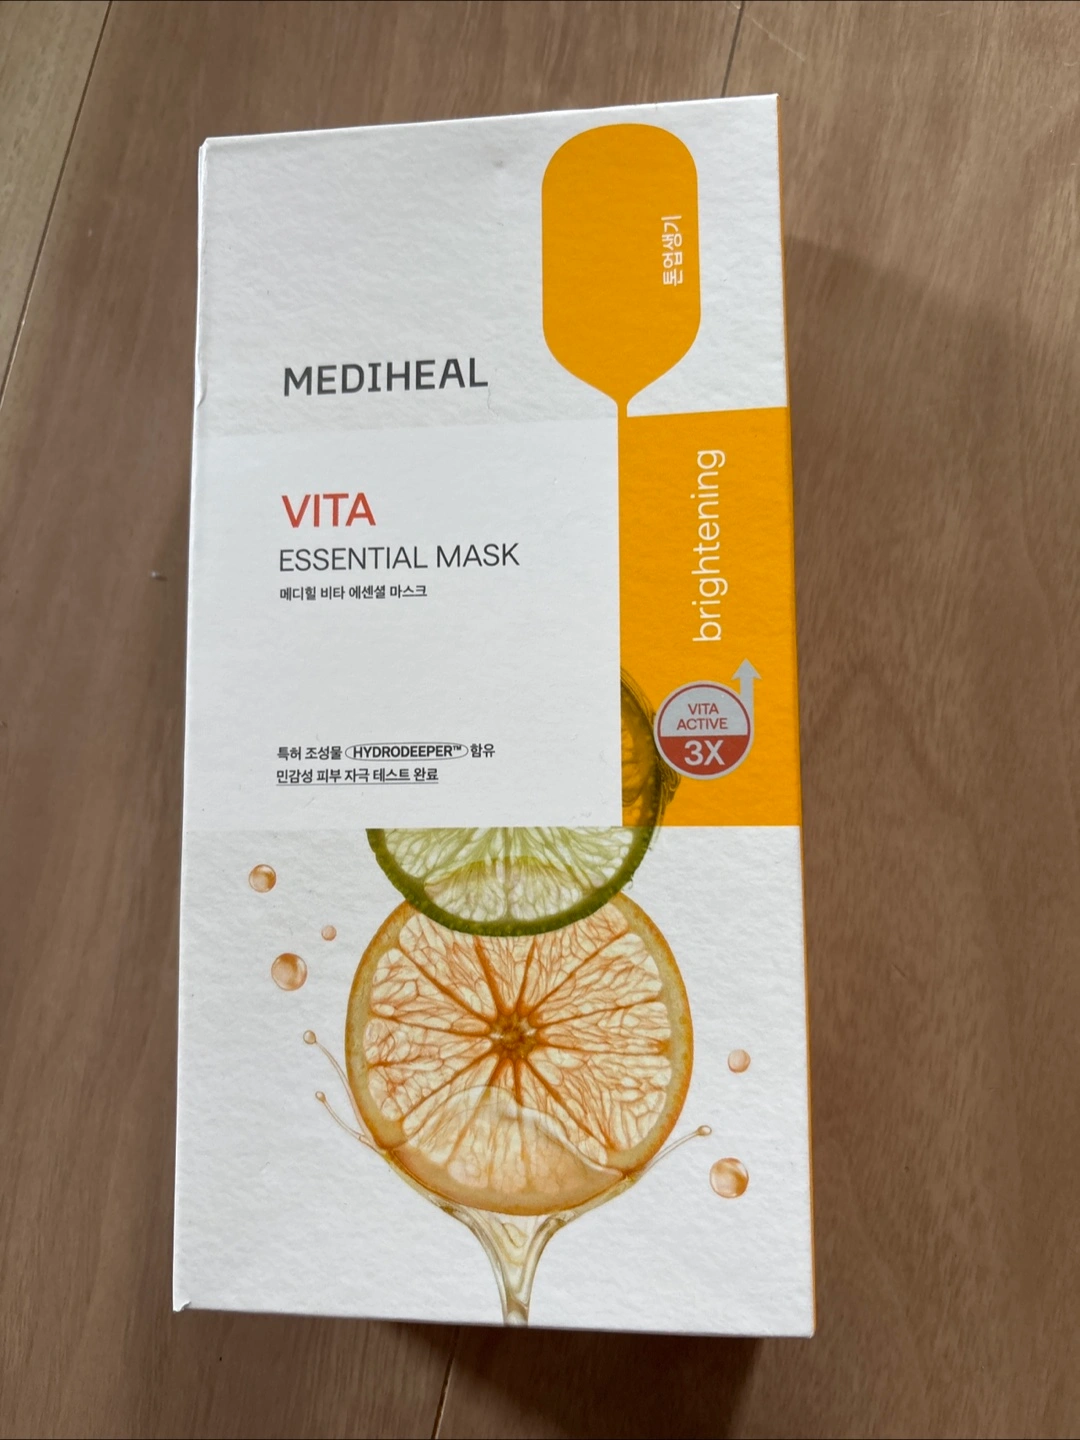 톤업생기
MEDIHEAL
brightening
VITA
ESSENTIAL MASK
메디힐 비타 에센셜 마스크
VITA
ACTIVE
3X
특허 조성물 HYDRODEEPER™ 함유
민감성 피부 자극 테스트 완료